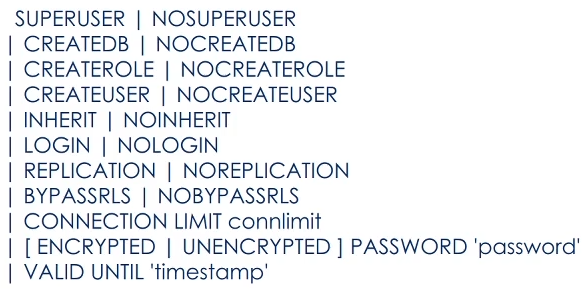 SUPERUSER | NOSUPERUSER
| CREATEDB | NOCREATEDB
| CREATEROLE | NOCREATEROLE
| CREATEUSER | NOCREATEUSER
| INHERIT | NOINHERIT
| LOGIN | NOLOGIN
| REPLICATION | NOREPLICATION
| BYPASSRLS | NOBYPASSRLS
| CONNECTION LIMIT connlimit
| [ ENCRYPTED | UNENCRYPTED ] PASSWORD 'password'
| VALID UNTIL 'timestamp'